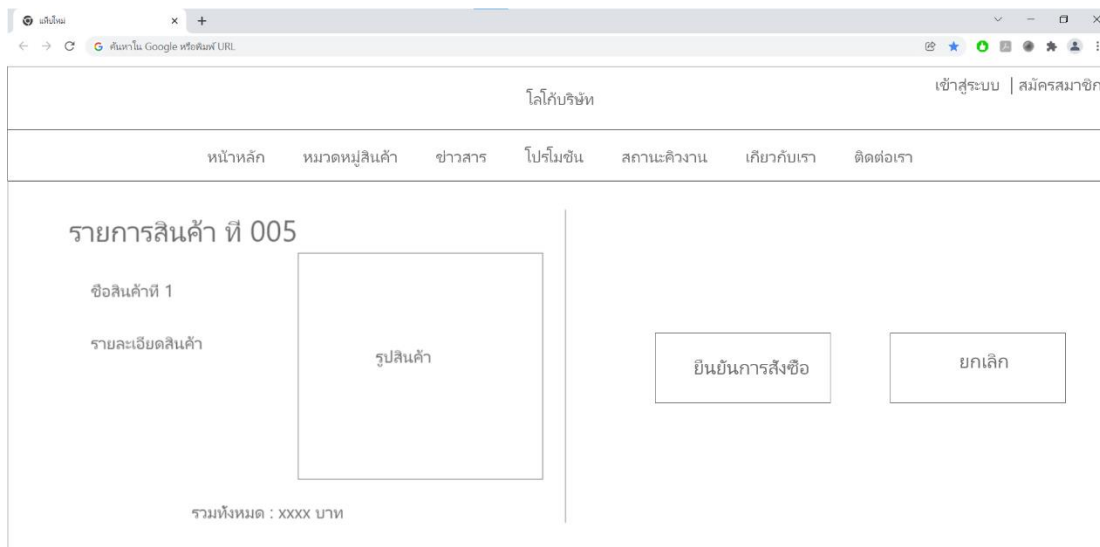 แท็บใหม่
ค้นหาใน Google หรือพิมพ์ URL
เข้าสู่ระบบ | สมัครสมาชิก
โลโก้บริษัท
หน้าหลัก หมวดหมู่สินค้า ข่าวสาร โปรโมชัน สถานะคิวงาน เกี่ยวกับเรา ติดต่อเรา
รายการสินค้า ที่ 005
ชื่อสินค้าที่ 1
รายละเอียดสินค้า
รูปสินค้า
รวมทั้งหมด : xxxx บาท
ยืนยันการสั่งซื้อ
ยกเลิก